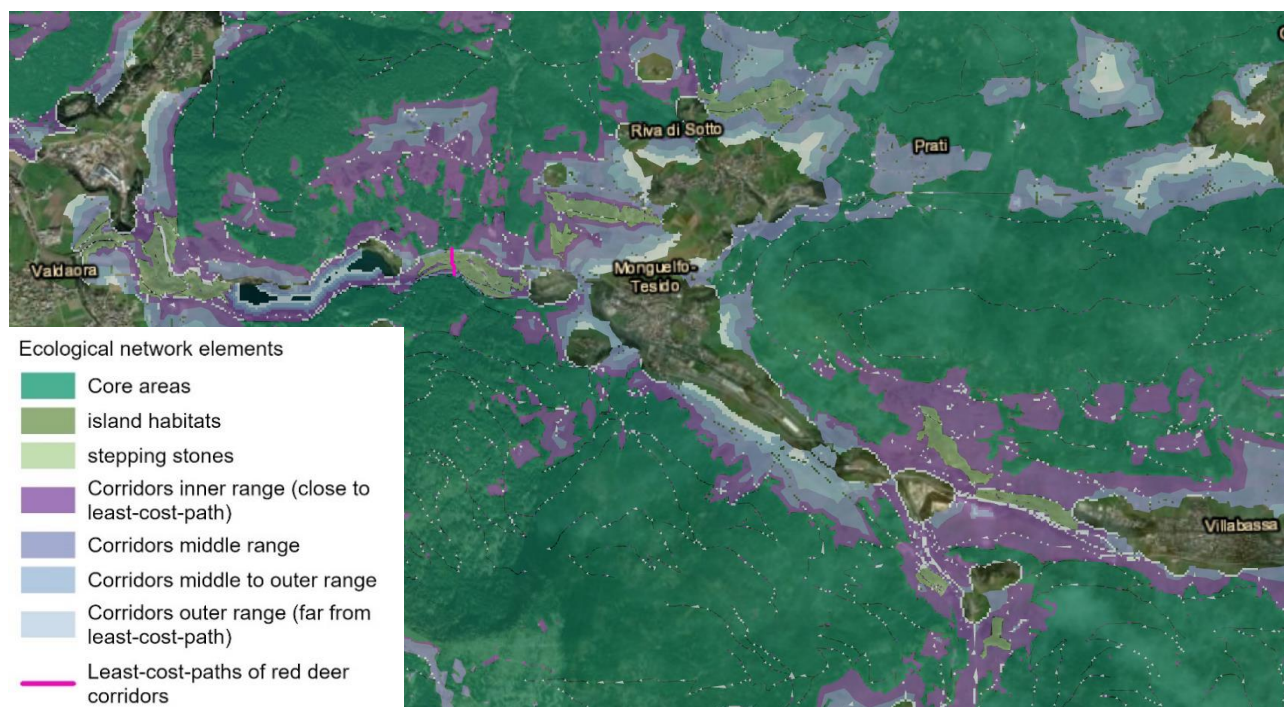 Riva di Sotto
Prati
Valdaora
Monguelfo-
Tesido
Villabassa
Ecological network elements
Core areas
island habitats
stepping stones
Corridors inner range (close to
least-cost-path)
Corridors middle range
Corridors middle to outer range
Corridors outer range (far from
least-cost-path)
Least-cost-paths of red deer
corridors